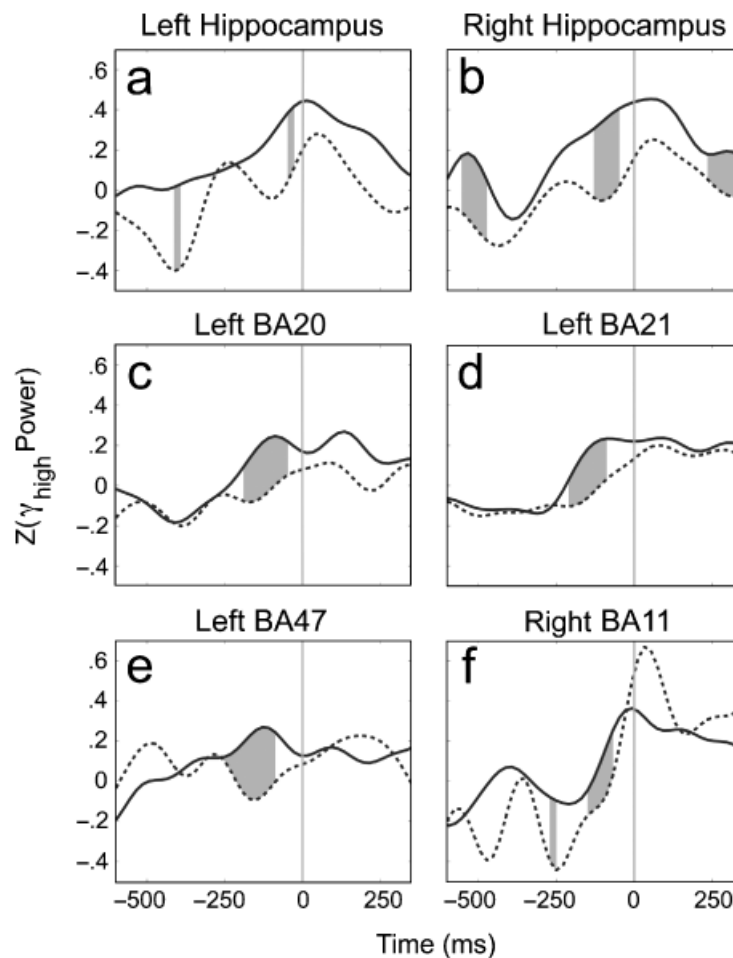 Left Hippocampus
Right Hippocampus
a
b
.6
.4
.2
0
-.2
-.4
Left BA20
Left BA21
c
d
.6
.4
.2
0
-.2
-.4
Z(γhigh Power)
Left BA47
Right BA11
e
f
.6
.4
.2
0
-.2
-.4
−500 −250 0 250 −500 −250 0 250
Time (ms)